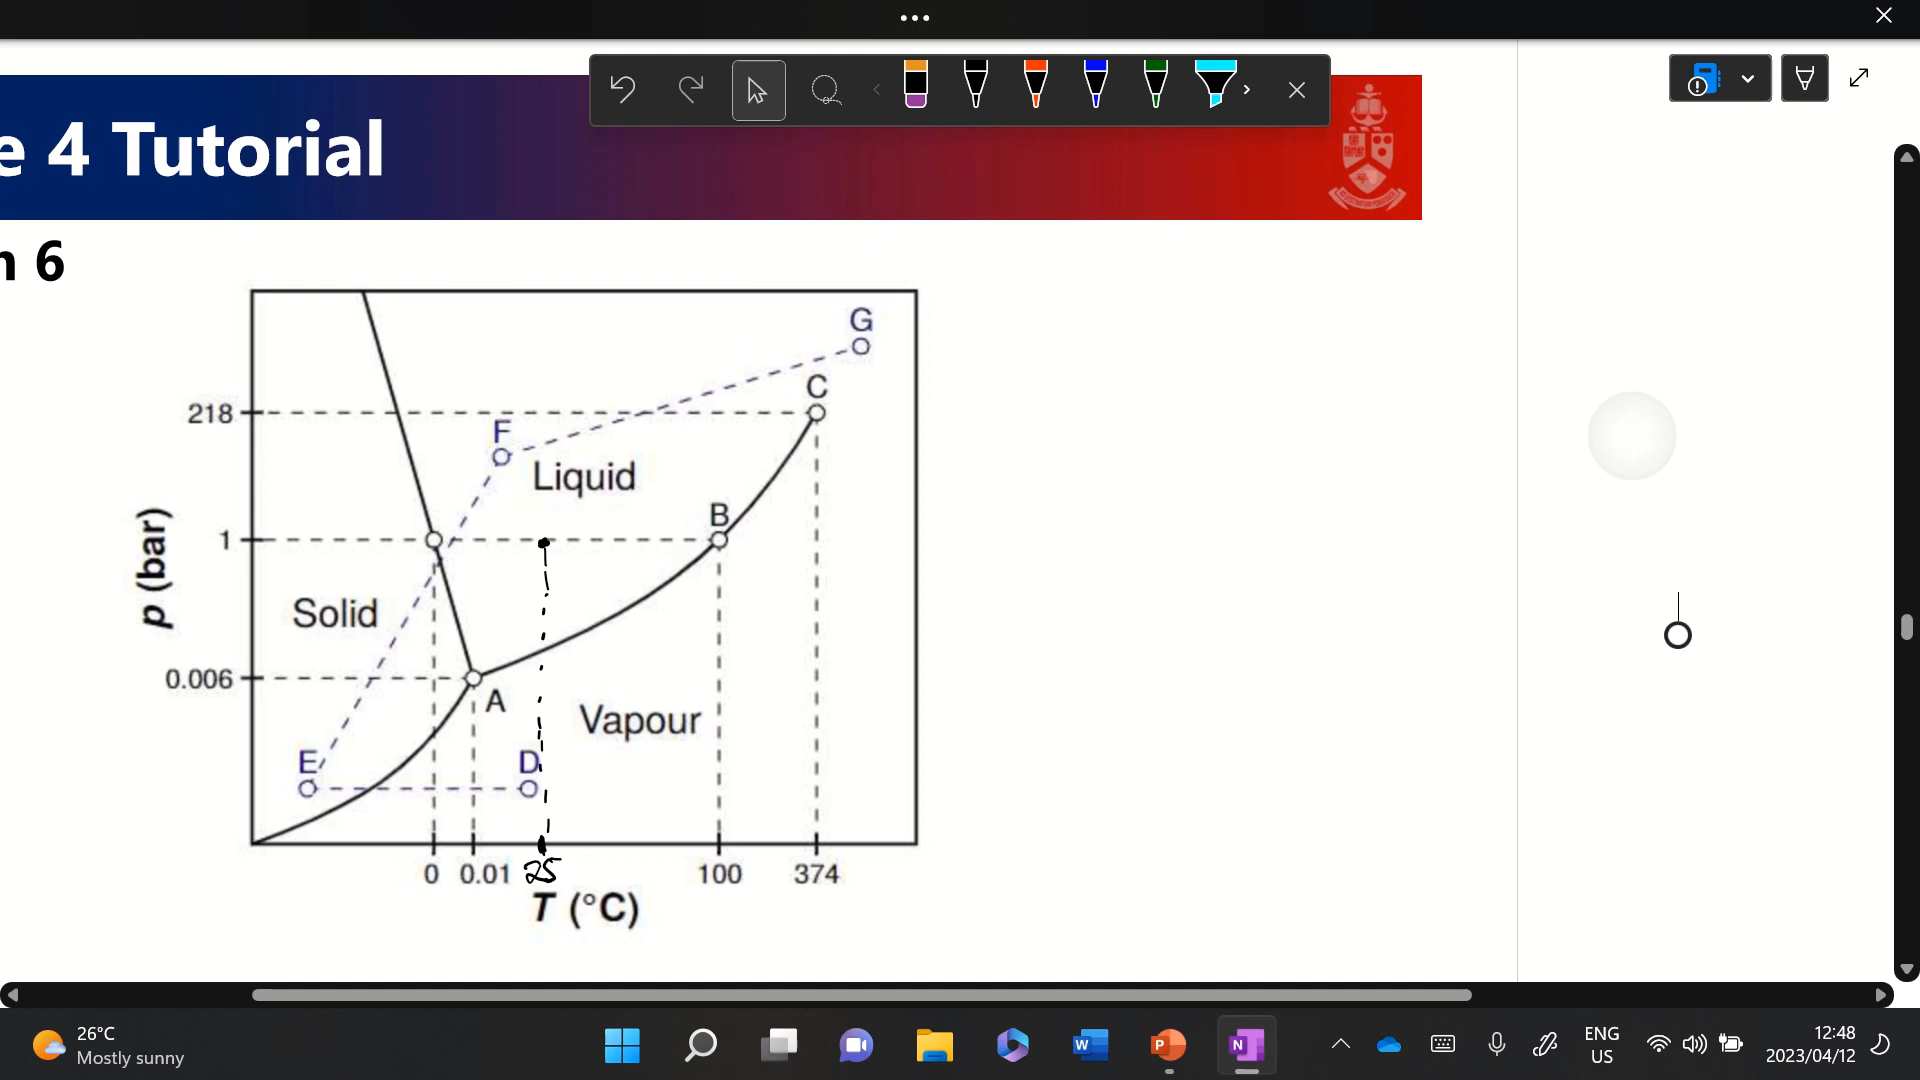 e 4 Tutorial
n 6
G
C
218
F
Liquid
B
1
p (bar)
Solid
0.006
A
Vapour
E
D
0 0.01 25 100 374
T (°C)
26°C
Mostly sunny
W
P
N
ENG
US
12:48
2023/04/12